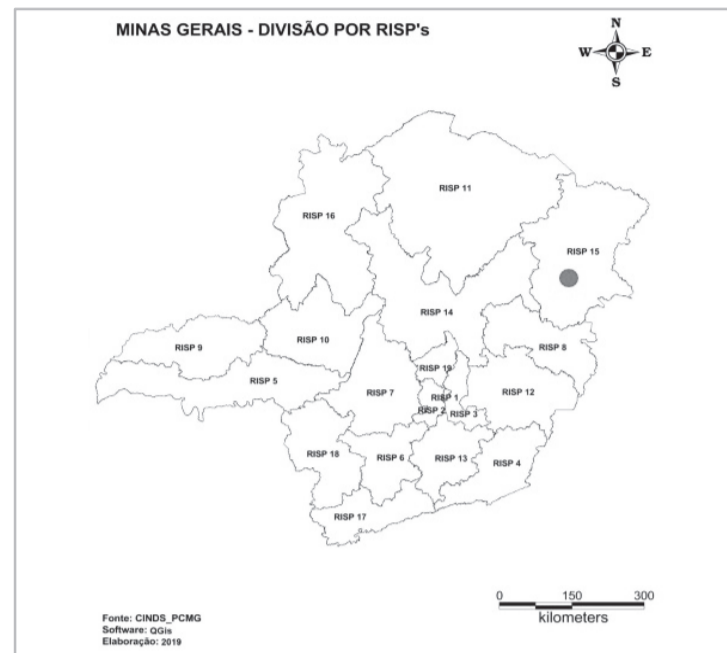 MINAS GERAIS - DIVISÃO POR RISP's
N
W E
S
RISP 11
RISP 16
RISP 15
RISP 14
RISP 9
RISP 10
RISP 8
RISP 19
RISP 5
RISP 7
RISP 1
RISP 12
RISP 2
RISP 3
RISP 18
RISP 6
RISP 13
RISP 4
RISP 17
0 150 300
kilometers
Fonte: CINDS_PCMG
Software: QGis
Elaboração: 2019